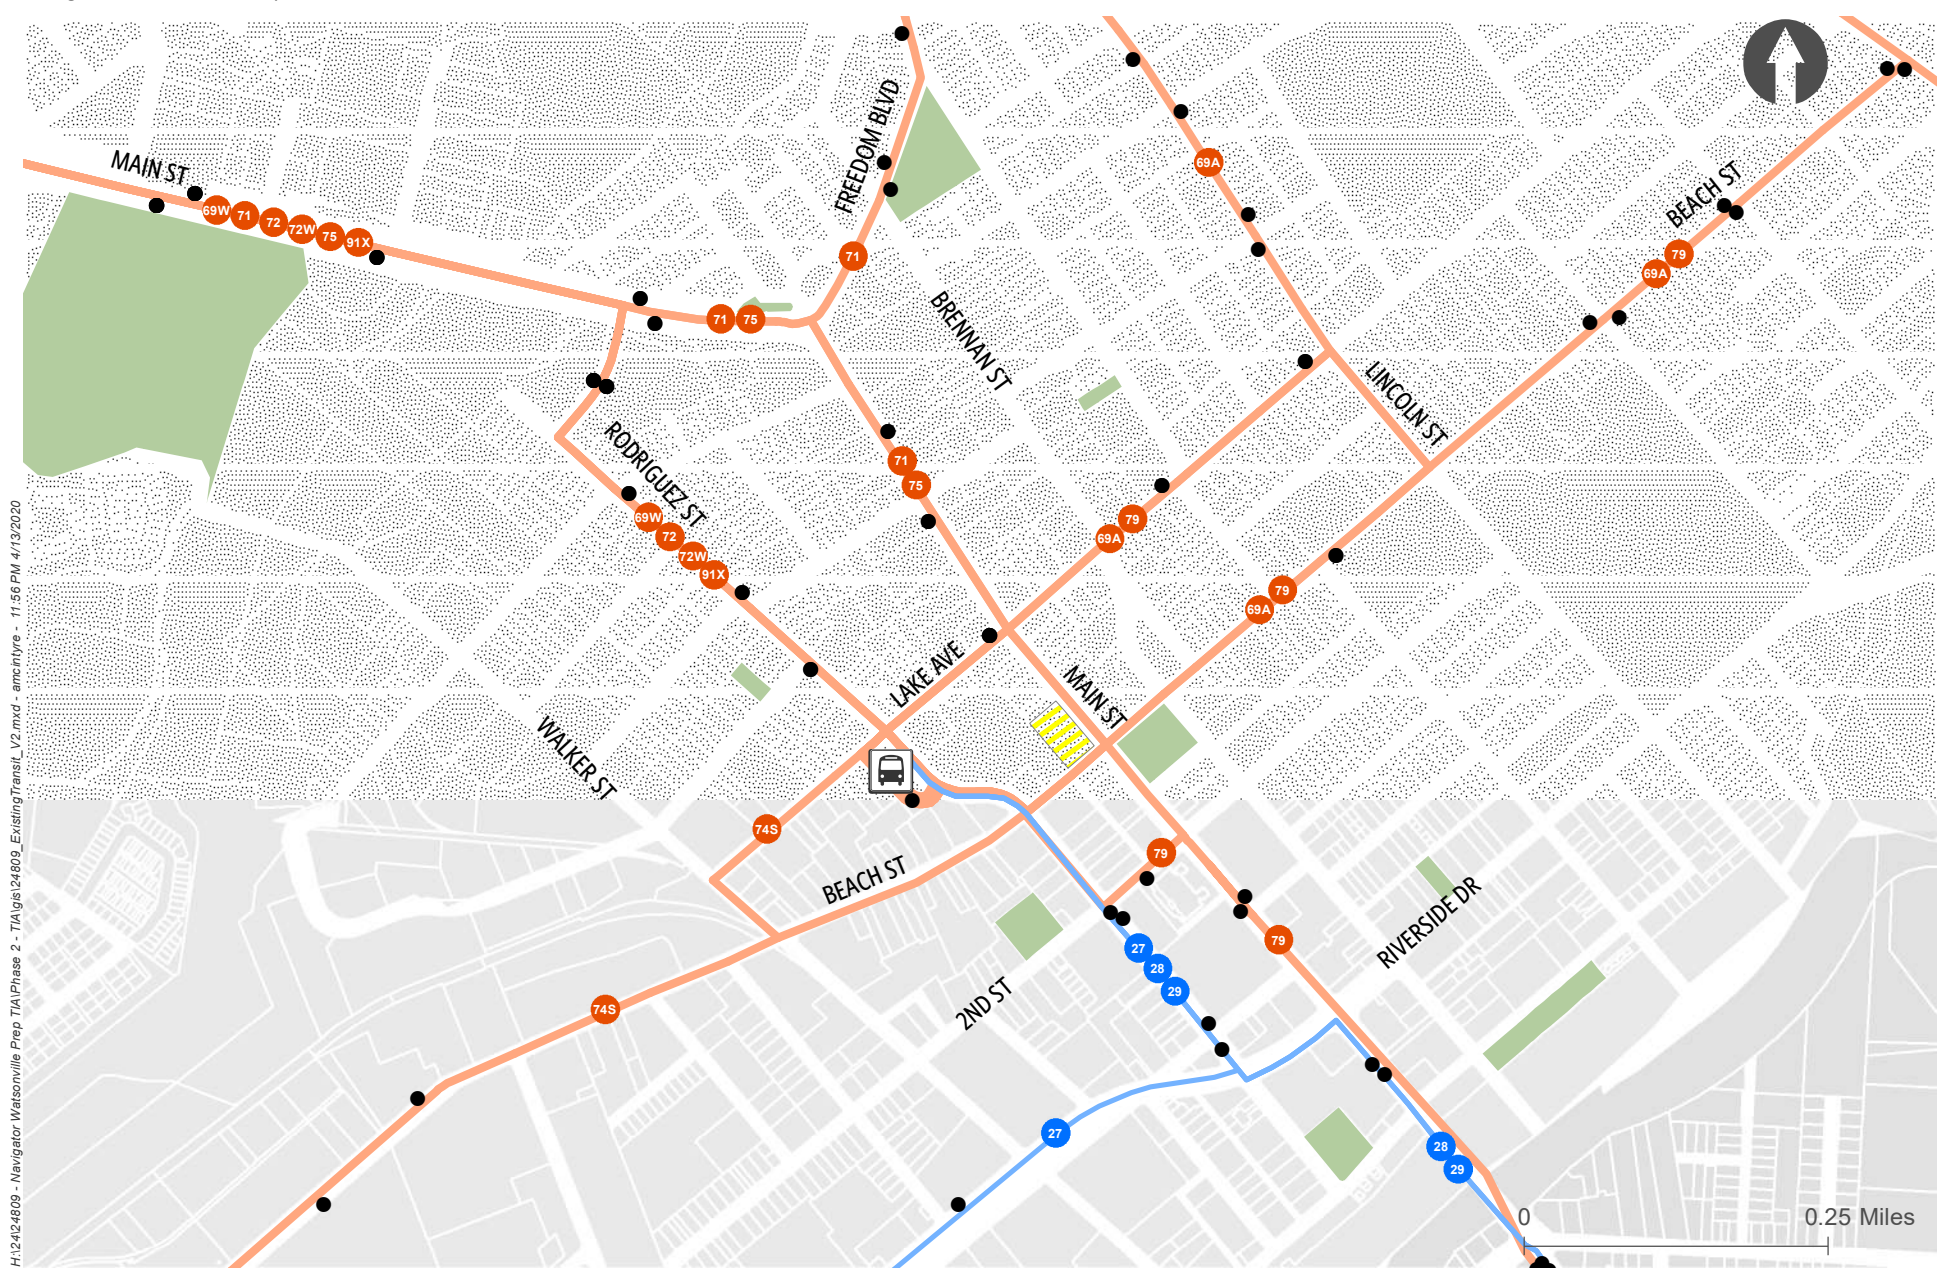 FREEDOM BLVD
MAIN ST
69A
BEACH ST
69W
71
72
72W
75
91X
71
79
69A
71
75
BRENNAN ST
LINCOLN ST
RODRIGUEZ ST
71
75
69W
72
72W
91X
79
69A
79
69A
LAKE AVE
MAIN ST
WALKER ST
74S
79
BEACH ST
RIVERSIDE DR
79
27
28
29
2ND ST
74S
27
28
29
0
0.25 Miles
H:\24\24809 - Navigator Watsonville Prep TIA\Phase 2 - TIA\gis\24809_ExistingTransit_V2.mxd - amcintyre - 11:56 PM 4/13/2020